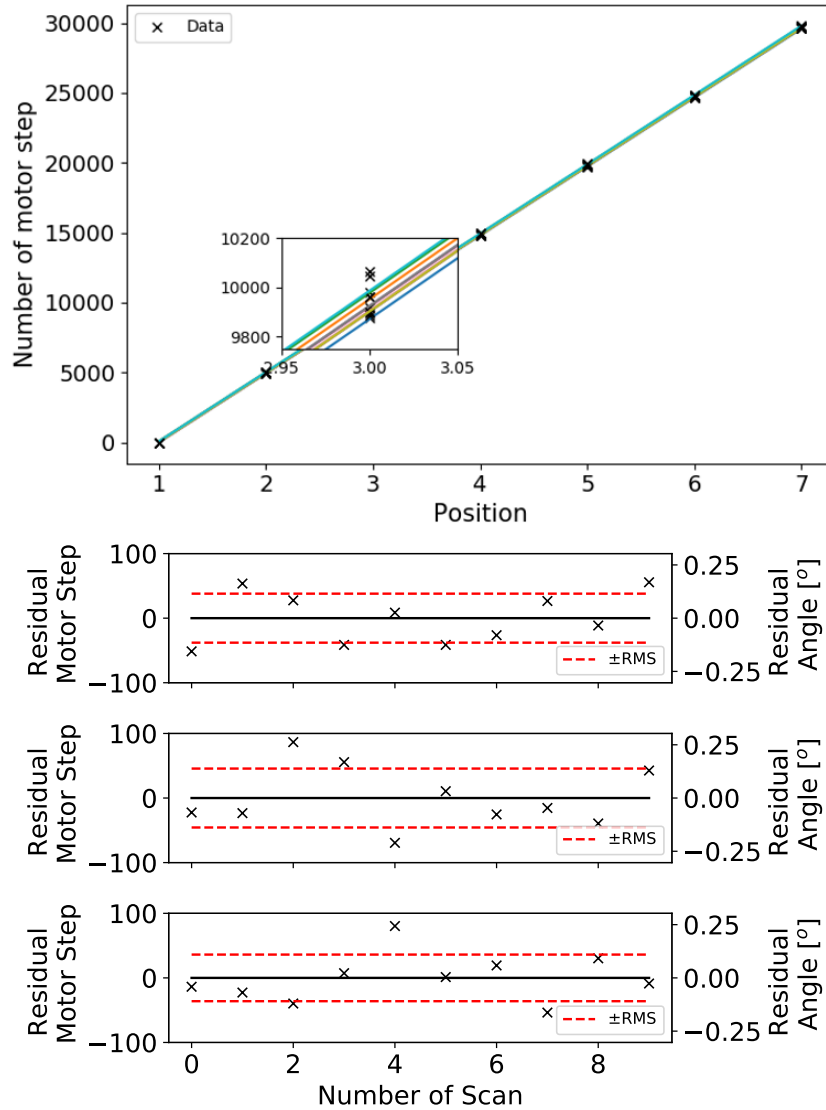 30000
25000
20000
15000
5000
0
Number of motor step
Data
10200
10000
9800
2.95
3.00
3.05
1 2 3 4 5 6 7
Position
100
0
−100
Residual
Motor Step
0.25
0.00
−0.25
Residual
Angle [°]
±RMS
100
0
−100
Residual
Motor Step
0.25
0.00
−0.25
Residual
Angle [°]
±RMS
100
0
−100
Residual
Motor Step
0.25
0.00
−0.25
Residual
Angle [°]
±RMS
0 2 4 6 8
Number of Scan